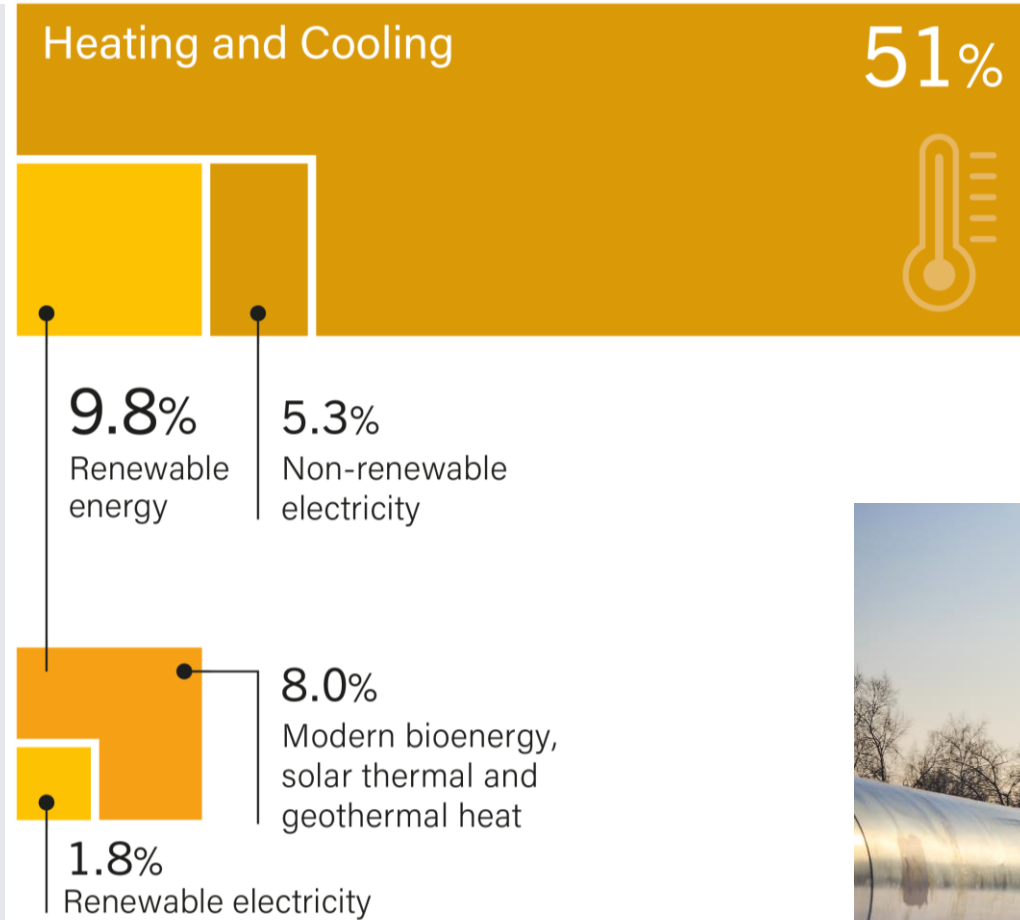 Heating and Cooling
51%
9.8%
Renewable
energy
5.3%
Non-renewable
electricity
8.0%
Modern bioenergy,
solar thermal and
geothermal heat
1.8%
Renewable electricity